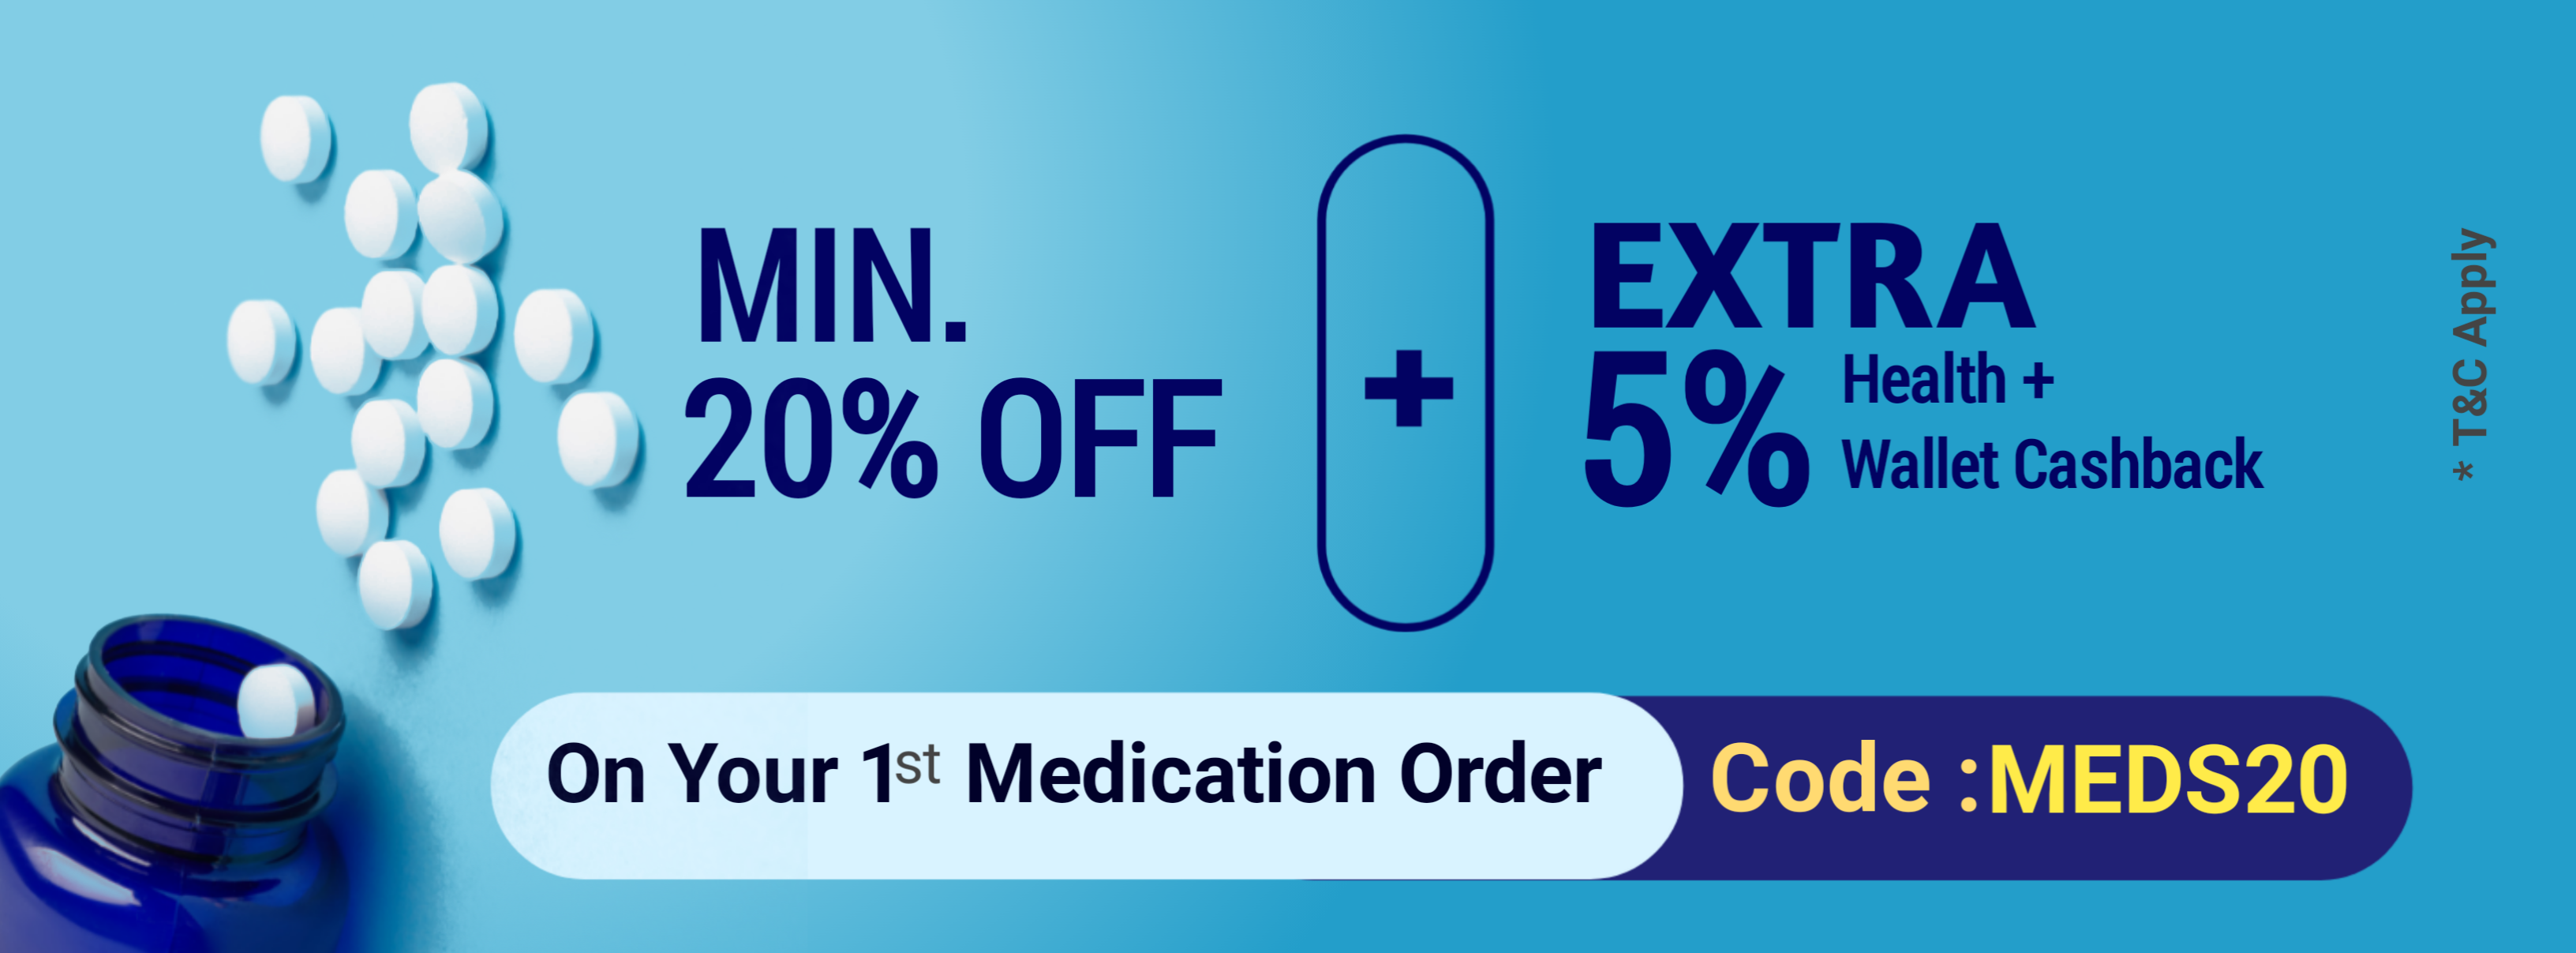 MIN.
20% OFF
+
EXTRA
5% Health +
Wallet Cashback
* T&C Apply
On Your 1st Medication Order
Code :MEDS20